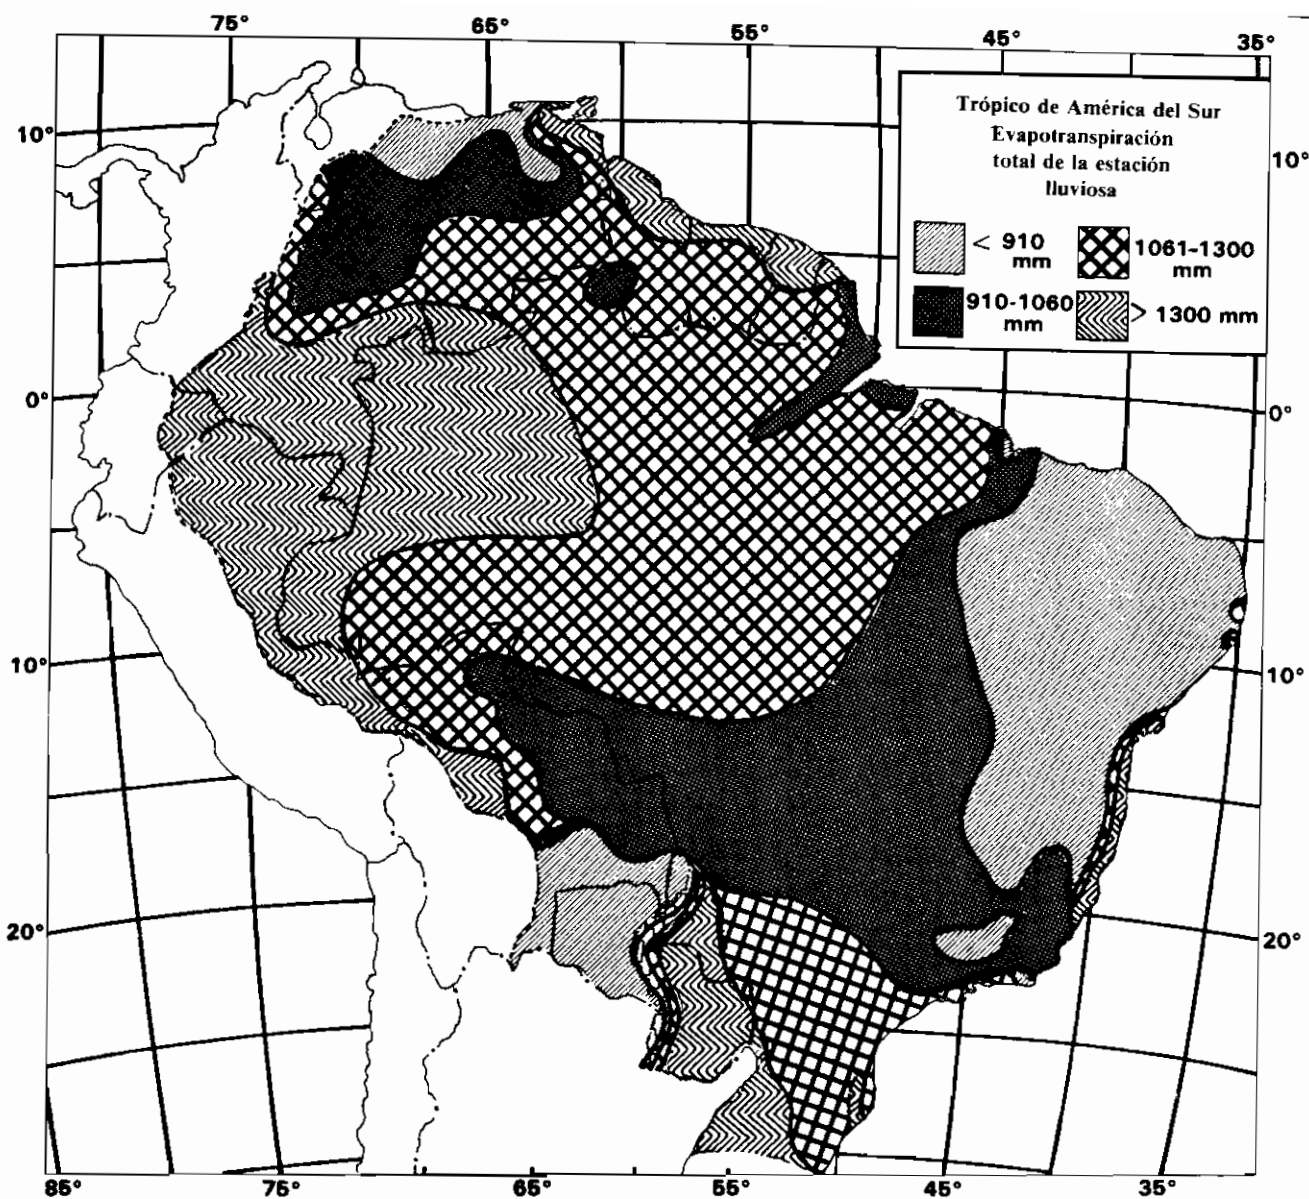 75°
65°
55°
45°
35°
Trópico de América del Sur
Evapotranspiración
total de la estación
lluviosa
< 910
mm
1061-1300
mm
910-1060
mm
> 1300 mm
10°
10°
0°
0°
10°
10°
20°
20°
85°
75°
65°
55
45°
35°